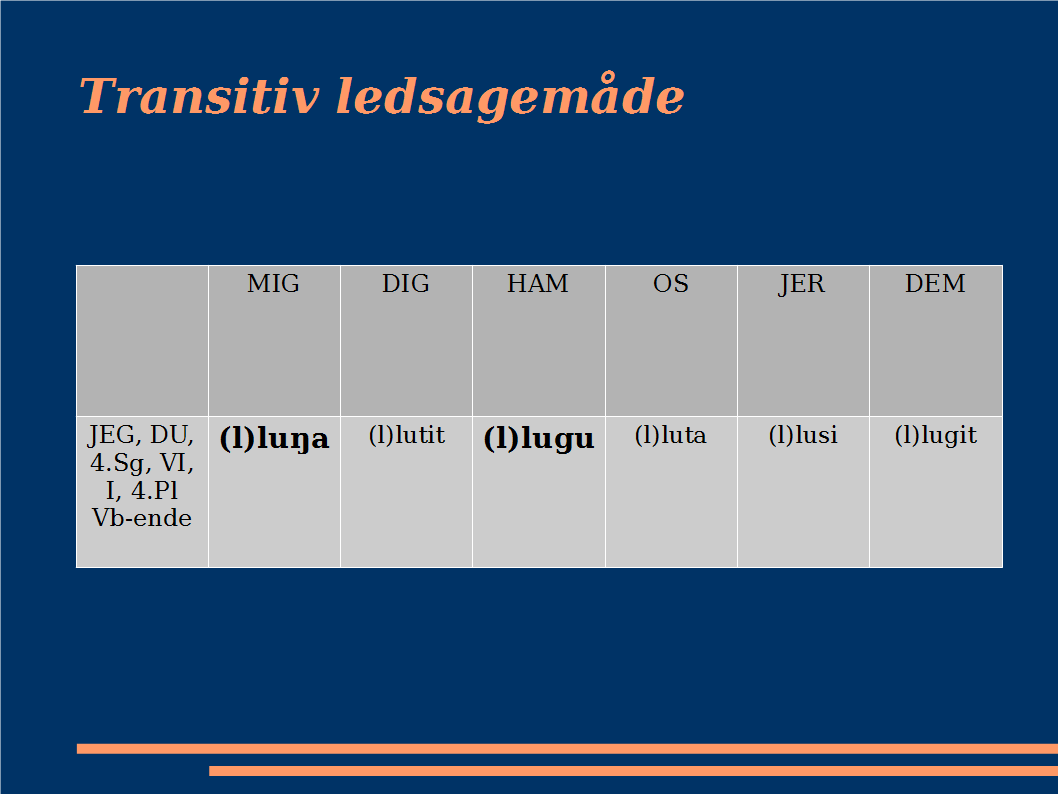 Transitiv ledsagemåde
MIG DIG HAM OS JER DEM
JEG, DU, (l)luŋa (l)lutit (l)lugu (l)luta (l)lusi (l)lugit
4.Sg, VI,
I, 4.Pl
Vb-ende